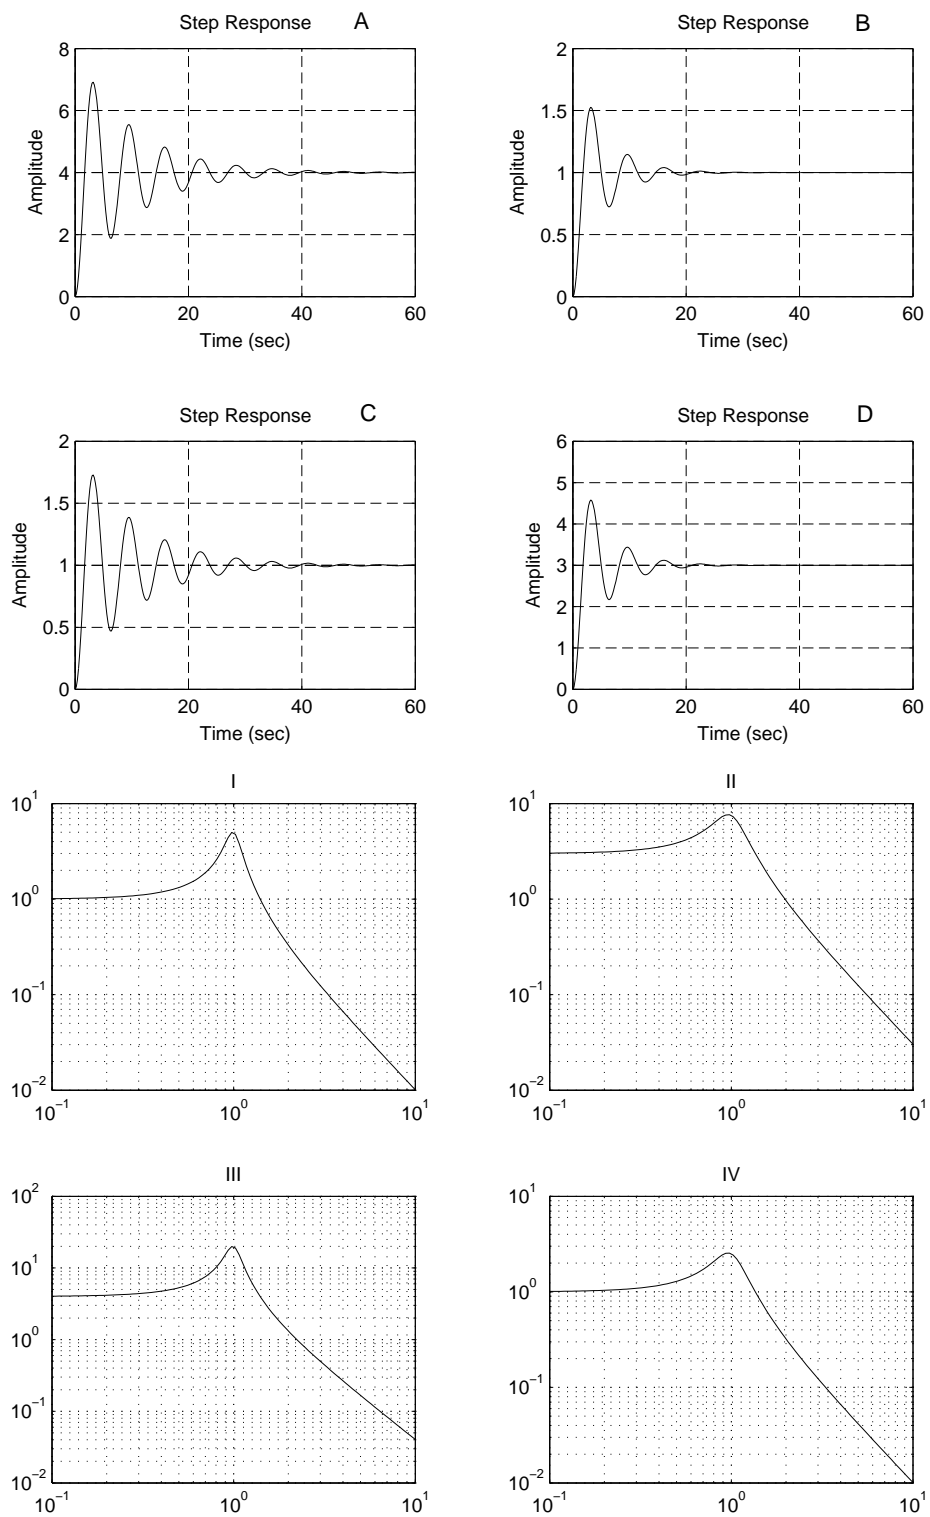 Step Response A
8
6
4
2
0
Amplitude
0 20 40 60
Time (sec)
Step Response B
2
1.5
1
0.5
0
Amplitude
0 20 40 60
Time (sec)
Step Response C
2
1.5
1
0.5
0
Amplitude
0 20 40 60
Time (sec)
Step Response D
6
5
4
3
2
1
0
Amplitude
0 20 40 60
Time (sec)
I
10^1
10^0
10^−1
10^−2
10^−1 10^0 10^1
II
10^1
10^0
10^−1
10^−2
10^−1 10^0 10^1
III
10^2
10^1
10^0
10^−1
10^−2
10^−1 10^0 10^1
IV
10^1
10^0
10^−1
10^−2
10^−1 10^0 10^1